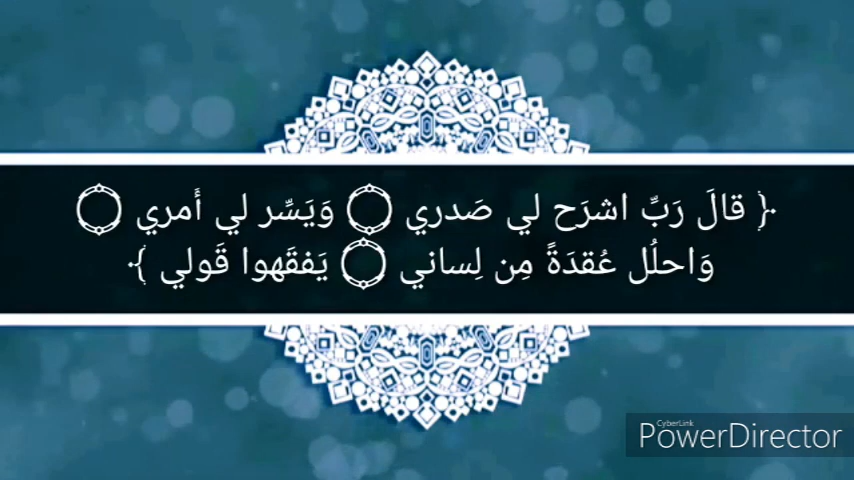 ﴿ قالَ رَبِّ اشرَح لي صَدري ۝ وَيَسِّر لي أَمري ۝
وَاحلُل عُقدَةً مِن لِساني ۝ يَفقَهوا قَولي ﴾
CyberLink
PowerDirector